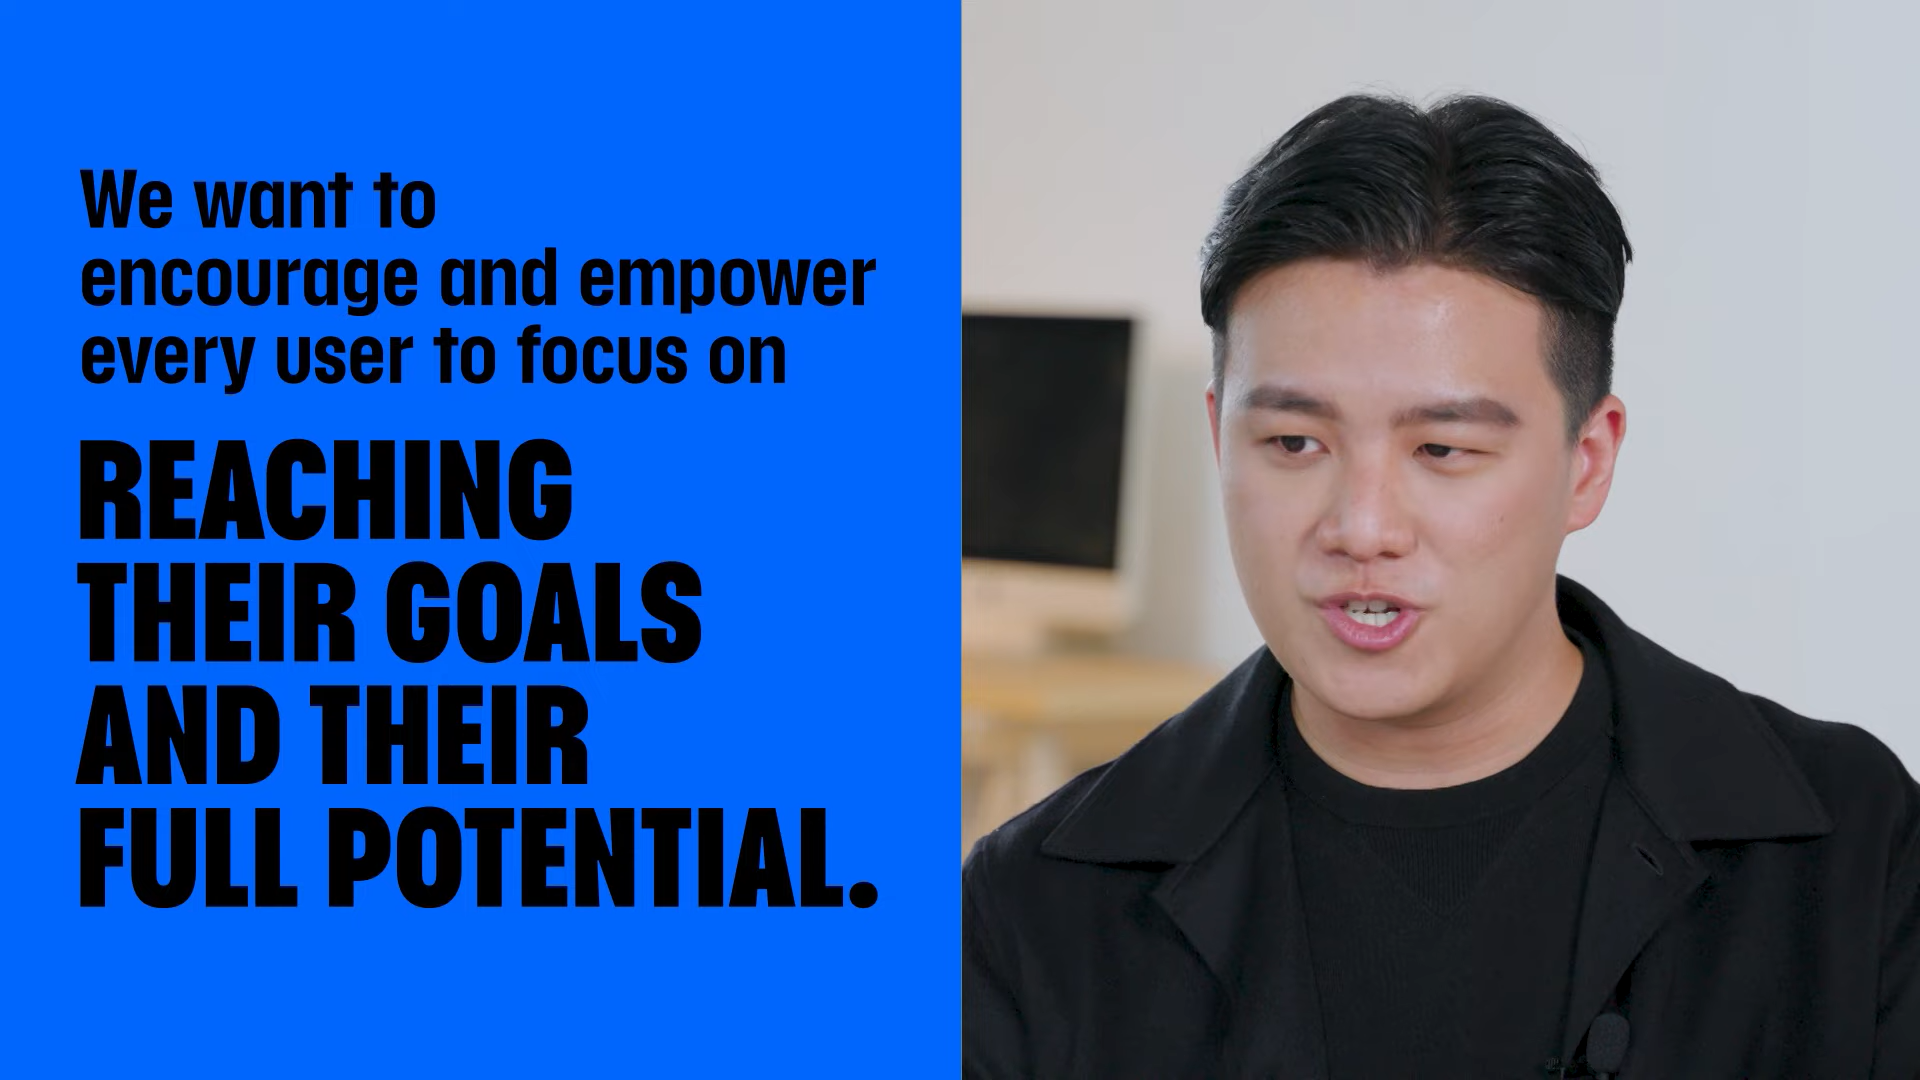 We want to
encourage and empower
every user to focus on
REACHING
THEIR GOALS
AND THEIR
FULL POTENTIAL.